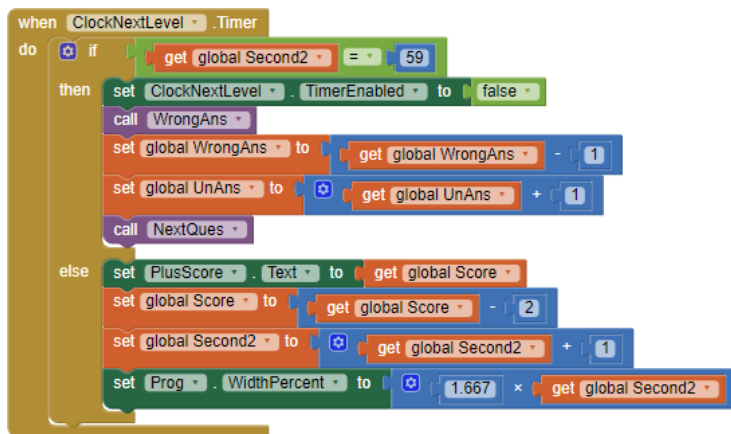 when ClockNextLevel .Timer
do if get global Second2 = 59
then set ClockNextLevel . TimerEnabled to false
call WrongAns
set global WrongAns to get global WrongAns - 1
set global UnAns to get global UnAns + 1
call NextQues
else set PlusScore . Text to get global Score
set global Score to get global Score - 2
set global Second2 to get global Second2 + 1
set Prog . WidthPercent to 1.667 × get global Second2